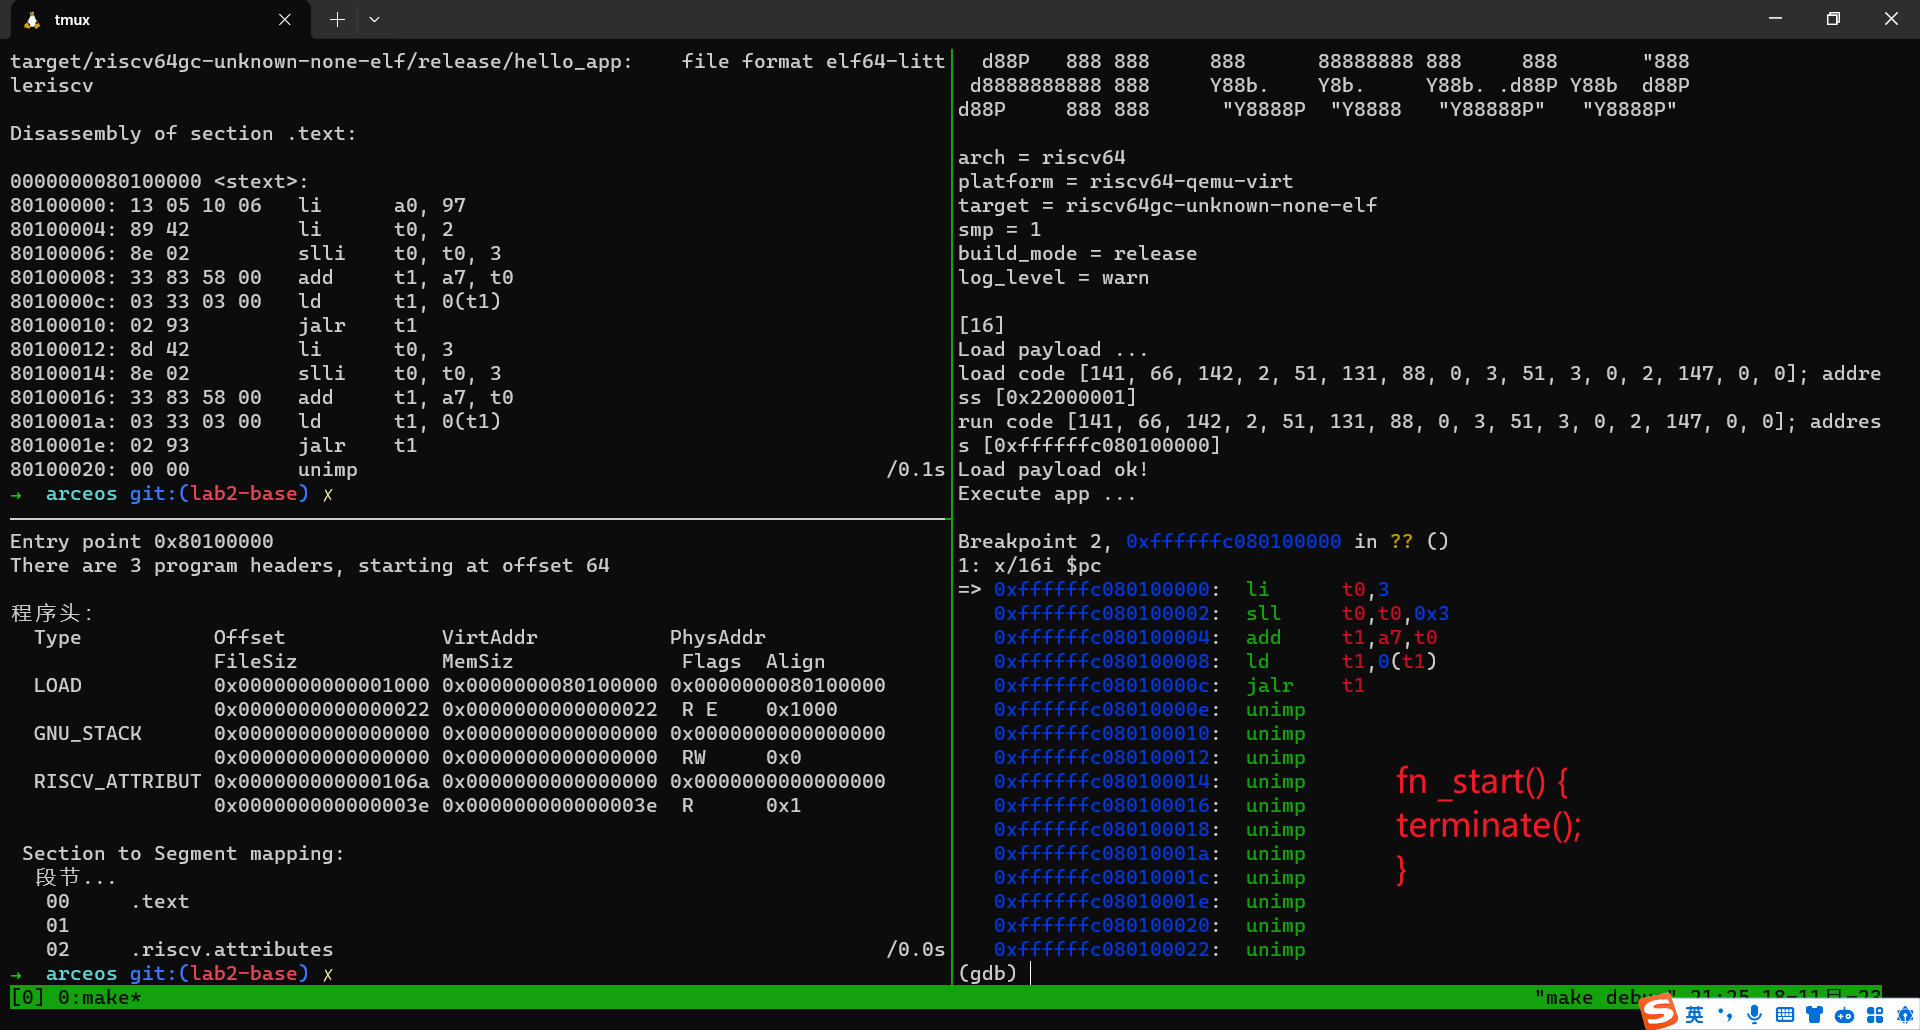 tmux
target/riscv64gc-unknown-none-elf/release/hello_app:    file format elf64-litt
leriscv
Disassembly of section .text:
0000000080100000 <stext>:
80100000: 13 05 10 06   li      a0, 97
80100004: 89 42         li      t0, 2
80100006: 8e 02         slli    t0, t0, 3
80100008: 33 83 58 00   add     t1, a7, t0
8010000c: 03 33 03 00   ld      t1, 0(t1)
80100010: 02 93         jalr    t1
80100012: 8d 42         li      t0, 3
80100014: 8e 02         slli    t0, t0, 3
80100016: 33 83 58 00   add     t1, a7, t0
8010001a: 03 33 03 00   ld      t1, 0(t1)
8010001e: 02 93         jalr    t1
80100020: 00 00         unimp
/0.1s
→  arceos git:(lab2-base) ✗
Entry point 0x80100000
There are 3 program headers, starting at offset 64
程序头:
  Type           Offset             VirtAddr           PhysAddr
                 FileSiz            MemSiz              Flags  Align
  LOAD           0x0000000000001000 0x0000000080100000 0x0000000080100000
                 0x0000000000000022 0x0000000000000022  R E    0x1000
  GNU_STACK      0x0000000000000000 0x0000000000000000 0x0000000000000000
                 0x0000000000000000 0x0000000000000000  RW     0x0
  RISCV_ATTRIBUT 0x000000000000106a 0x0000000000000000 0x0000000000000000
                 0x000000000000003e 0x000000000000003e  R      0x1
 Section to Segment mapping:
  段节...
   00     .text
   01
   02     .riscv.attributes
/0.0s
→  arceos git:(lab2-base) ✗
  d88P   888 888     888      88888888 888     888       "888
 d8888888888 888     Y88b.    Y8b.     Y88b. .d88P Y88b  d88P
d88P     888 888      "Y8888P  "Y8888   "Y88888P"   "Y8888P"
arch = riscv64
platform = riscv64-qemu-virt
target = riscv64gc-unknown-none-elf
smp = 1
build_mode = release
log_level = warn
[16]
Load payload ...
load code [141, 66, 142, 2, 51, 131, 88, 0, 3, 51, 3, 0, 2, 147, 0, 0]; addre
ss [0x22000001]
run code [141, 66, 142, 2, 51, 131, 88, 0, 3, 51, 3, 0, 2, 147, 0, 0]; addres
s [0xffffffc080100000]
Load payload ok!
Execute app ...
Breakpoint 2, 0xffffffc080100000 in ?? ()
1: x/16i $pc
=> 0xffffffc080100000:  li      t0,3
   0xffffffc080100002:  sll     t0,t0,0x3
   0xffffffc080100004:  add     t1,a7,t0
   0xffffffc080100008:  ld      t1,0(t1)
   0xffffffc08010000c:  jalr    t1
   0xffffffc08010000e:  unimp
   0xffffffc080100010:  unimp
   0xffffffc080100012:  unimp
   0xffffffc080100014:  unimp
   0xffffffc080100016:  unimp
   0xffffffc080100018:  unimp
   0xffffffc08010001a:  unimp
   0xffffffc08010001c:  unimp
   0xffffffc08010001e:  unimp
   0xffffffc080100020:  unimp
   0xffffffc080100022:  unimp
(gdb)
fn _start() {
terminate();
}
[0] 0:make*
"make 21:25 18-11月-23
英